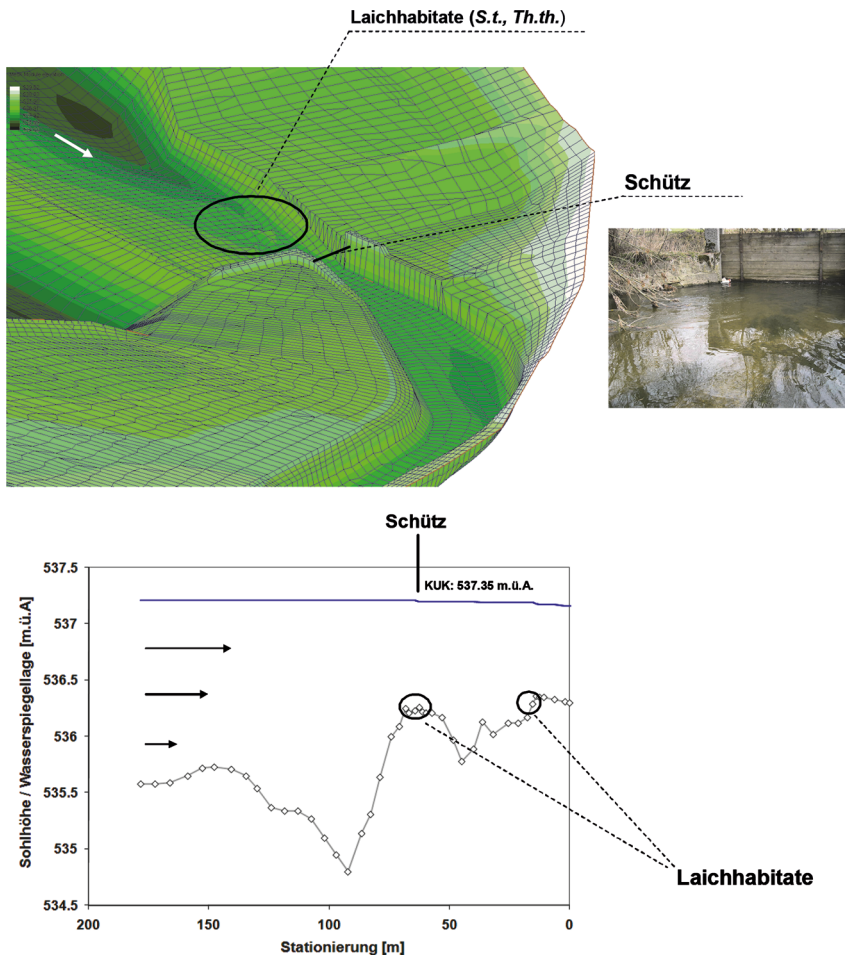 Laichhabitate (S.t., Th.th.)
Schütz
Schütz
KUK: 537.35 m.ü.A.
537.5
537
536.5
536
535.5
535
534.5
Sohlhöhe / Wasserspiegellage [m.ü.A]
200
150
100
50
0
Stationierung [m]
Laichhabitate